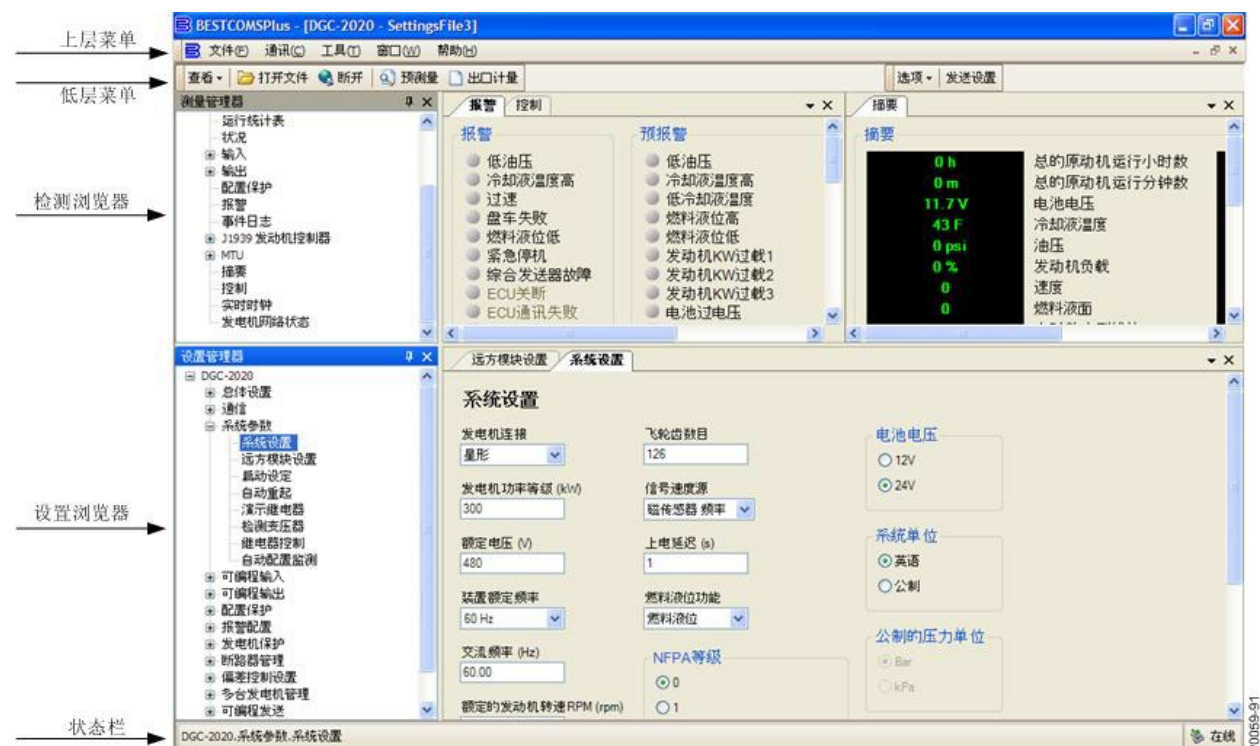 BESTCOMSPlus - [DGC-2020 - SettingsFile3]
上层菜单
文件(F) 通讯(C) 工具(T) 窗口(W) 帮助(H)
低层菜单
查看 打开文件 断开 预测量 出口计量 选项 发送设置
测量管理器
运行统计表
状况
输入
输出
配置保护
报警
事件日志
J1939 发动机控制器
MTU
摘要
控制
实时时钟
发电机网络状态
检测浏览器
报警 控制
报警
低油压
冷却液温度高
过速
盘车失败
燃料液位低
紧急停机
综合发送器故障
ECU关断
ECU通讯失败
预报警
低油压
冷却液温度高
低冷却液温度
燃料液位高
燃料液位低
发动机KW过载1
发动机KW过载2
发动机KW过载3
电池过电压
摘要
摘要
0 h 总的原动机运行小时数
0 m 总的原动机运行分钟数
11.7 V 电池电压
43 F 冷却液温度
0 psi 油压
0 % 发动机负载
0 速度
0 燃料液面
设置管理器
DGC-2020
总体设置
通信
系统参数
系统设置
远方模块设置
启动设定
自动重起
演示继电器
检测变压器
继电器控制
自动配置监测
可编程输入
可编程输出
配置保护
报警配置
发电机保护
断路器管理
偏差控制设置
多台发电机管理
可编程发送
设置浏览器
远方模块设置 系统设置
系统设置
发电机连接
星形
发电机功率等级 (kW)
300
额定电压 (V)
480
装置额定频率
60 Hz
交流频率 (Hz)
60.00
额定的发动机转速RPM (rpm)
飞轮齿数目
126
信号速度源
磁传感器 频率
上电延迟 (s)
1
燃料液位功能
燃料液位
NFPA等级
0
1
电池电压
12V
24V
系统单位
英语
公制
公制的压力单位
Bar
kPa
状态栏
DGC-2020.系统参数.系统设置
在线
0959-91